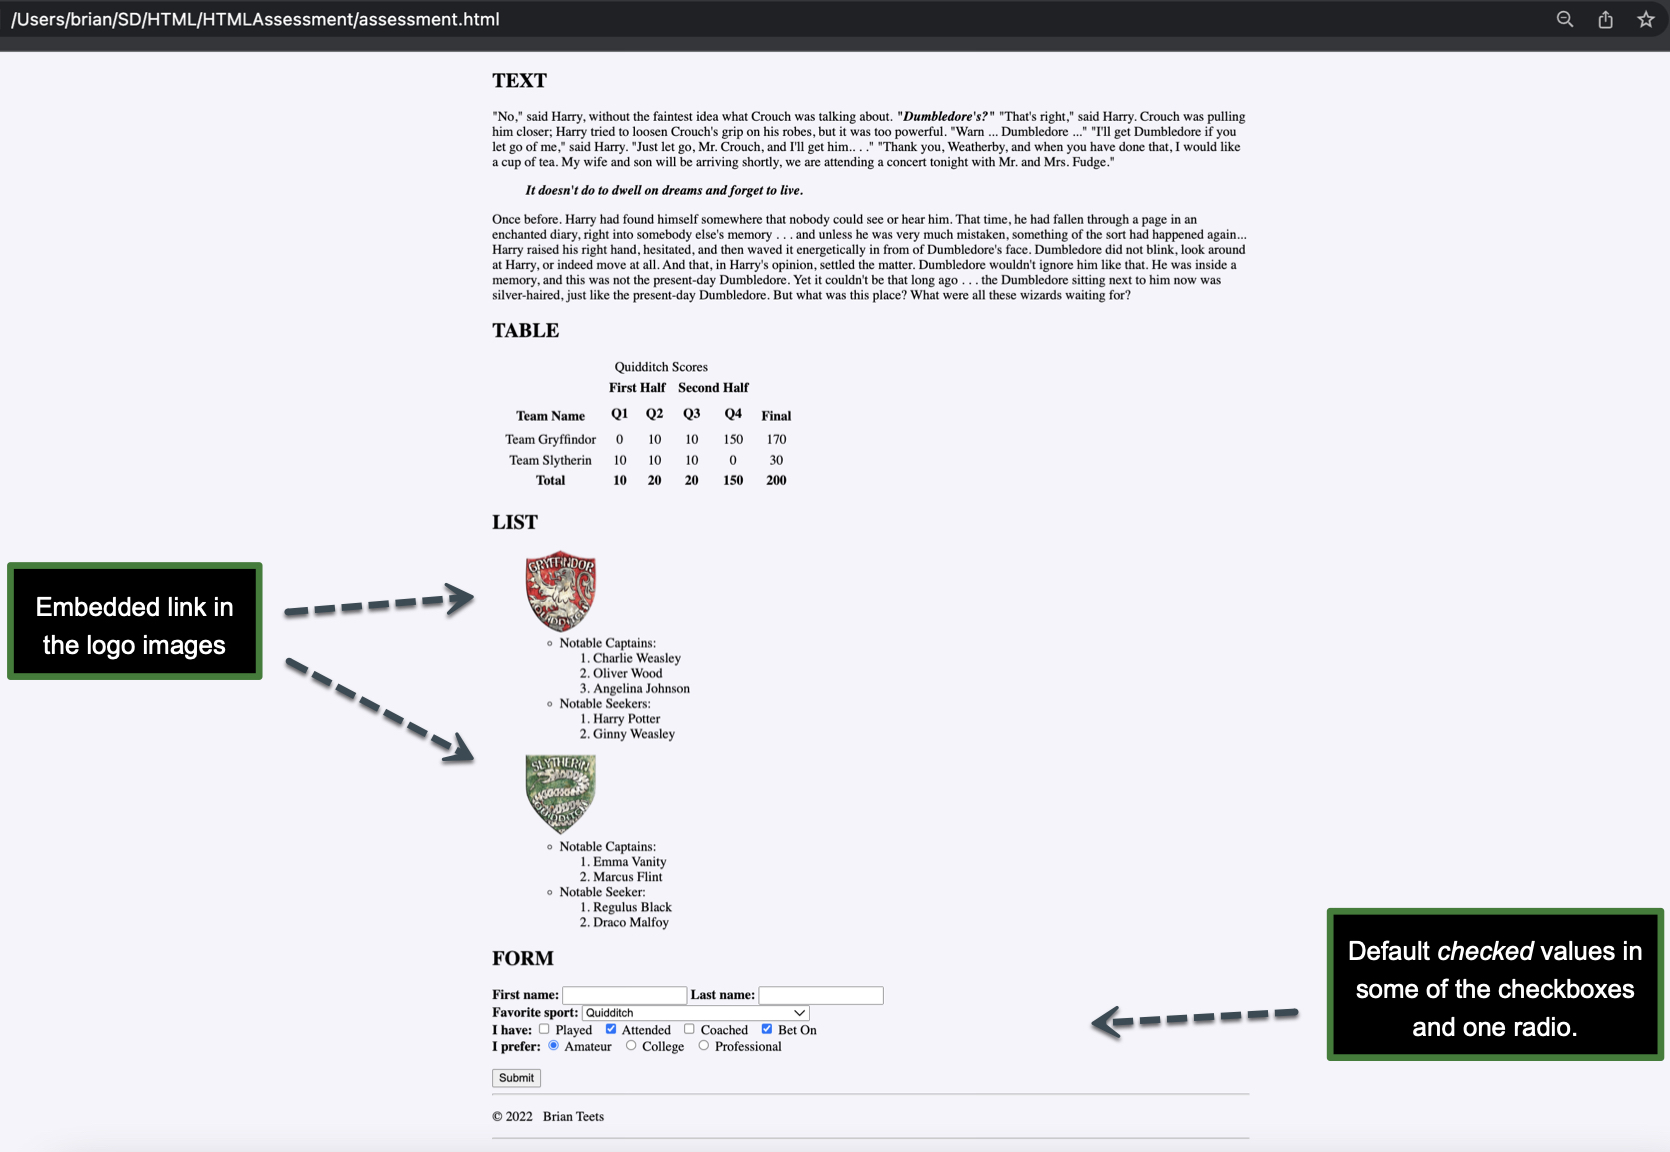 /Users/brian/SD/HTML/HTMLAssessment/assessment.html
TEXT
"No," said Harry, without the faintest idea what Crouch was talking about. "Dumbledore's?" "That's right," said Harry. Crouch was pulling
him closer; Harry tried to loosen Crouch's grip on his robes, but it was too powerful. "Warn ... Dumbledore ..." "I'll get Dumbledore if you
let go of me," said Harry. "Just let go, Mr. Crouch, and I'll get him.. . ." "Thank you, Weatherby, and when you have done that, I would like
a cup of tea. My wife and son will be arriving shortly, we are attending a concert tonight with Mr. and Mrs. Fudge."
It doesn't do to dwell on dreams and forget to live.
Once before. Harry had found himself somewhere that nobody could see or hear him. That time, he had fallen through a page in an
enchanted diary, right into somebody else's memory . . . and unless he was very much mistaken, something of the sort had happened again...
Harry raised his right hand, hesitated, and then waved it energetically in from of Dumbledore's face. Dumbledore did not blink, look around
at Harry, or indeed move at all. And that, in Harry's opinion, settled the matter. Dumbledore wouldn't ignore him like that. He was inside a
memory, and this was not the present-day Dumbledore. Yet it couldn't be that long ago . . . the Dumbledore sitting next to him now was
silver-haired, just like the present-day Dumbledore. But what was this place? What were all these wizards waiting for?
TABLE
Quidditch Scores
First Half Second Half
Team Name Q1 Q2 Q3 Q4 Final
Team Gryffindor 0 10 10 150 170
Team Slytherin 10 10 10 0 30
Total 10 20 20 150 200
LIST
GRYFFINDOR
QUIDDITCH
Embedded link in
the logo images
Notable Captains:
1. Charlie Weasley
2. Oliver Wood
3. Angelina Johnson
Notable Seekers:
1. Harry Potter
2. Ginny Weasley
SLYTHERIN
QUIDDITCH
Notable Captains:
1. Emma Vanity
2. Marcus Flint
Notable Seeker:
1. Regulus Black
2. Draco Malfoy
FORM
First name: Last name:
Favorite sport: Quidditch
I have: Played Attended Coached Bet On
I prefer: Amateur College Professional
Submit
Default checked values in
some of the checkboxes
and one radio.
© 2022 Brian Teets